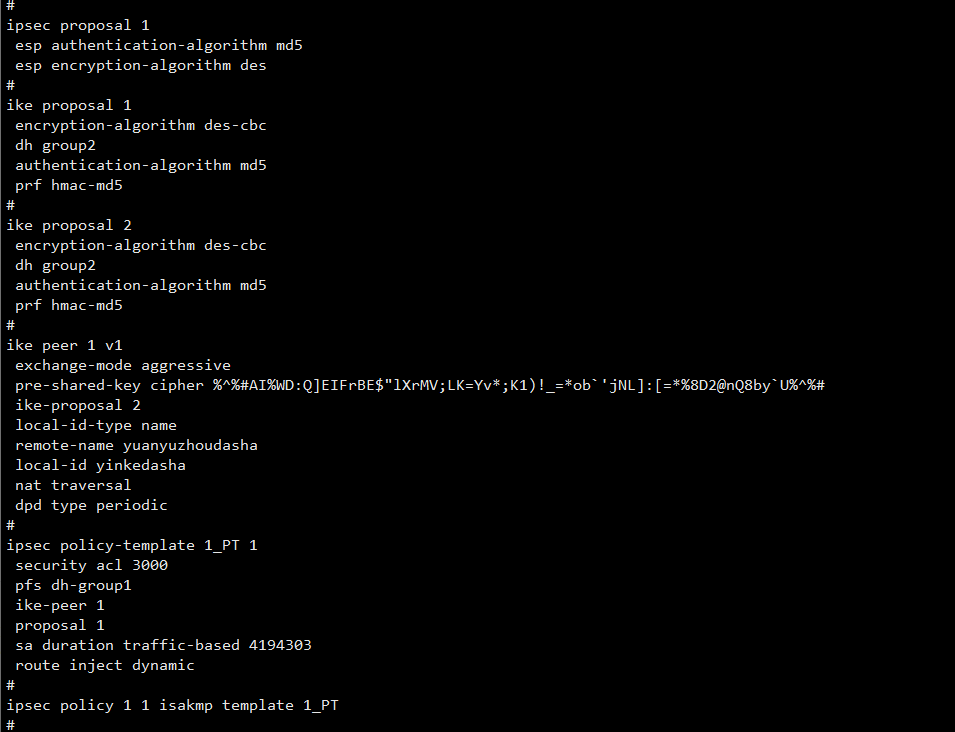 #
ipsec proposal 1
 esp authentication-algorithm md5
 esp encryption-algorithm des
#
ike proposal 1
 encryption-algorithm des-cbc
 dh group2
 authentication-algorithm md5
 prf hmac-md5
#
ike proposal 2
 encryption-algorithm des-cbc
 dh group2
 authentication-algorithm md5
 prf hmac-md5
#
ike peer 1 v1
 exchange-mode aggressive
 pre-shared-key cipher %^%#AI%WD:Q]EIFrBE$"lXrMV;LK=Yv*;K1)!_=*ob`'jNL]:[=*%8D2@nQ8by`U%^%#
 ike-proposal 2
 local-id-type name
 remote-name yuanyuzhoudasha
 local-id yinkedasha
 nat traversal
 dpd type periodic
#
ipsec policy-template 1_PT 1
 security acl 3000
 pfs dh-group1
 ike-peer 1
 proposal 1
 sa duration traffic-based 4194303
 route inject dynamic
#
ipsec policy 1 1 isakmp template 1_PT
#